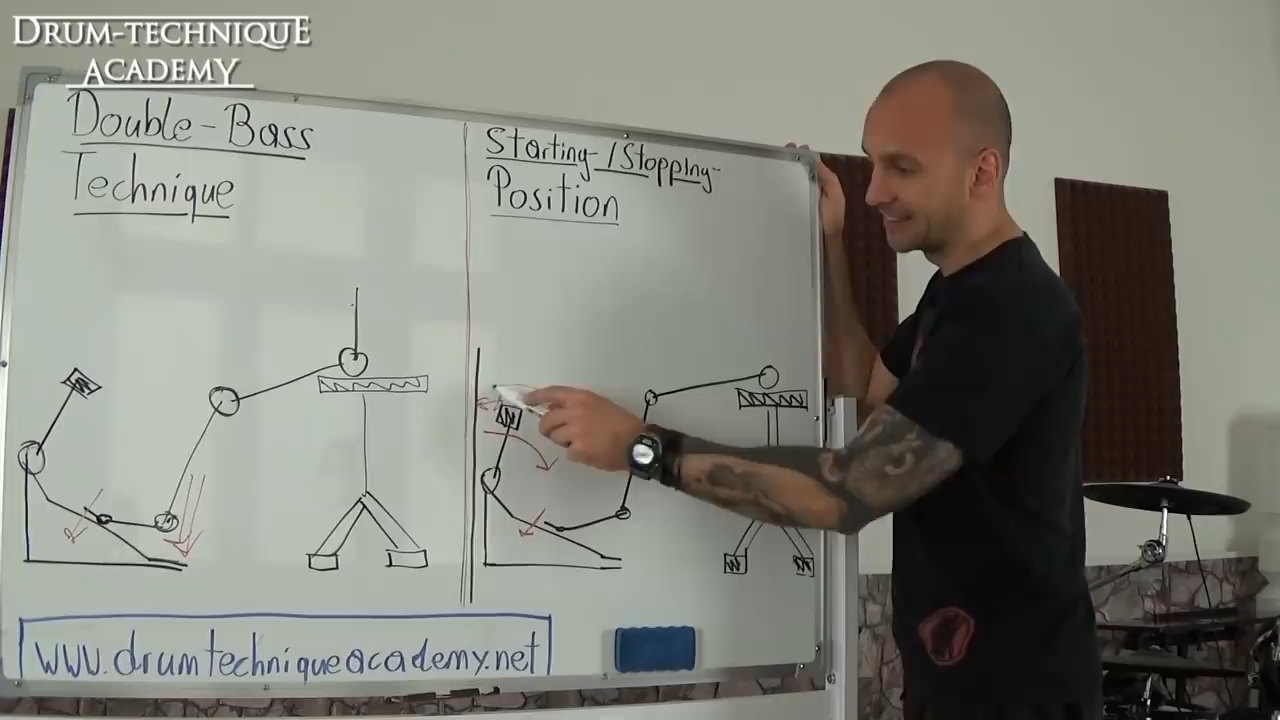 DRUM-TECHNIQUE
ACADEMY
Double-Bass
Technique
Starting-/Stopping-
Position
www.drumtechniqueacademy.net